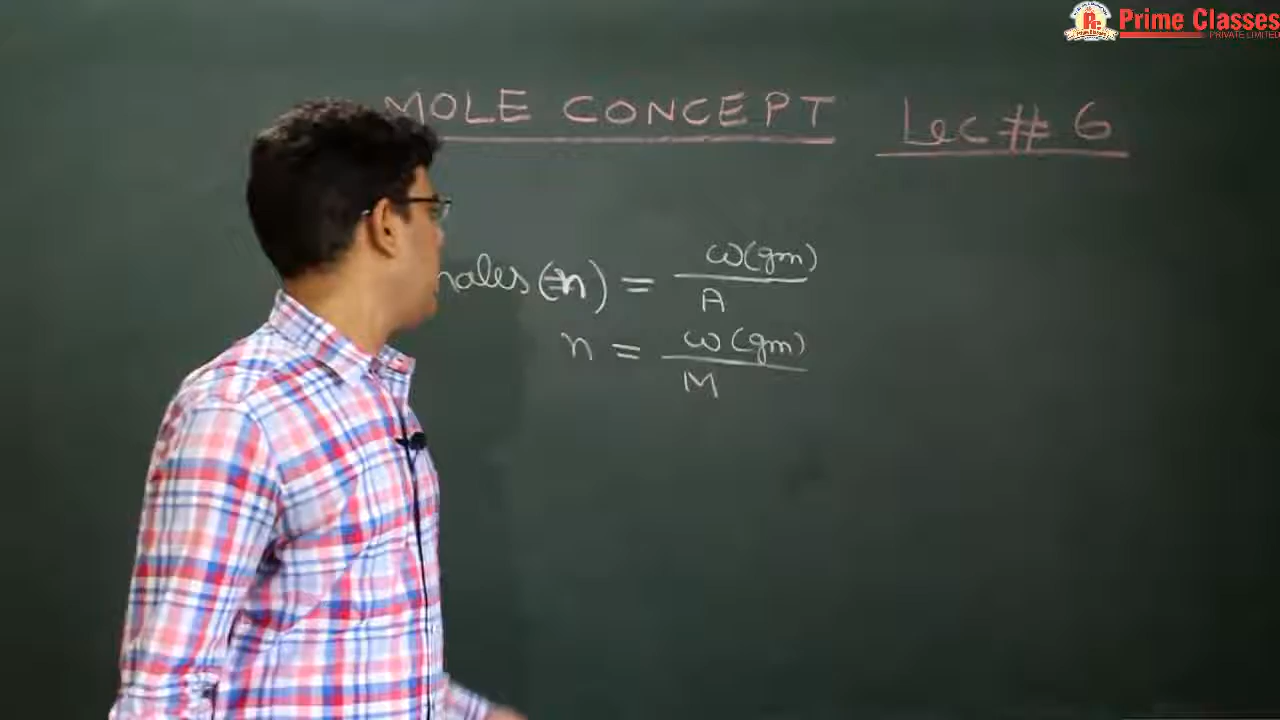 Prime Classes
PRIVATE LIMITED
MOLE CONCEPT Lec # 6
moles (n) = w(gm)
A
n = w(gm)
M